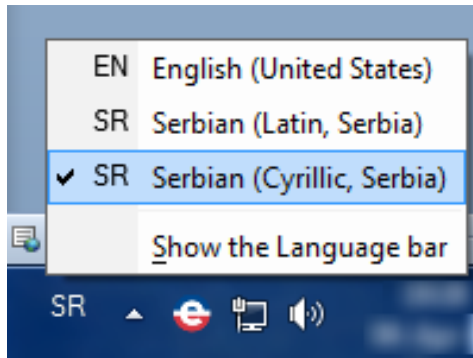 EN English (United States)
SR Serbian (Latin, Serbia)
✔ SR Serbian (Cyrillic, Serbia)
Show the Language bar
SR